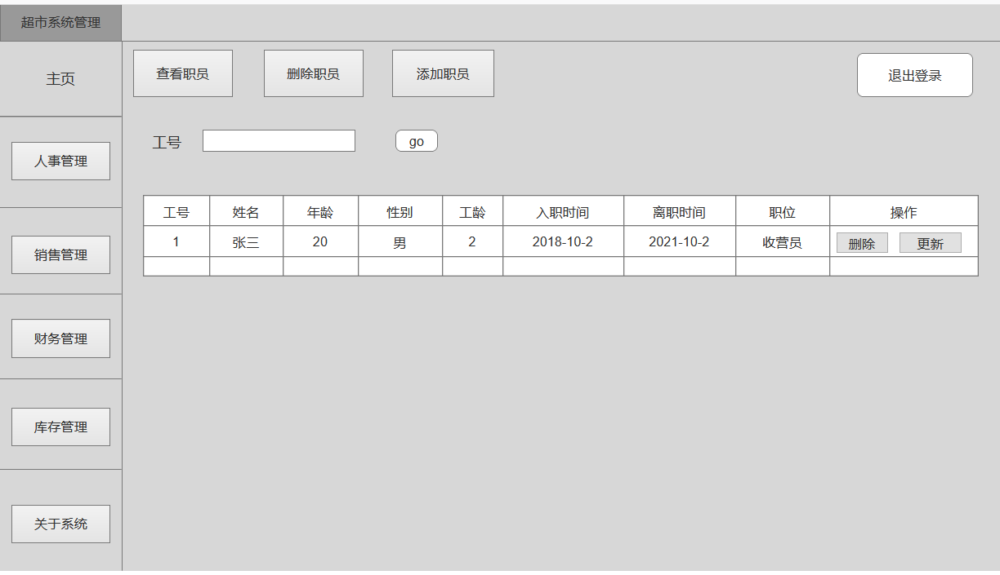 超市系统管理
主页
查看职员 删除职员 添加职员 退出登录
工号 go
人事管理
销售管理
财务管理
库存管理
关于系统
工号 姓名 年龄 性别 工龄 入职时间 离职时间 职位 操作
1 张三 20 男 2 2018-10-2 2021-10-2 收营员 删除 更新